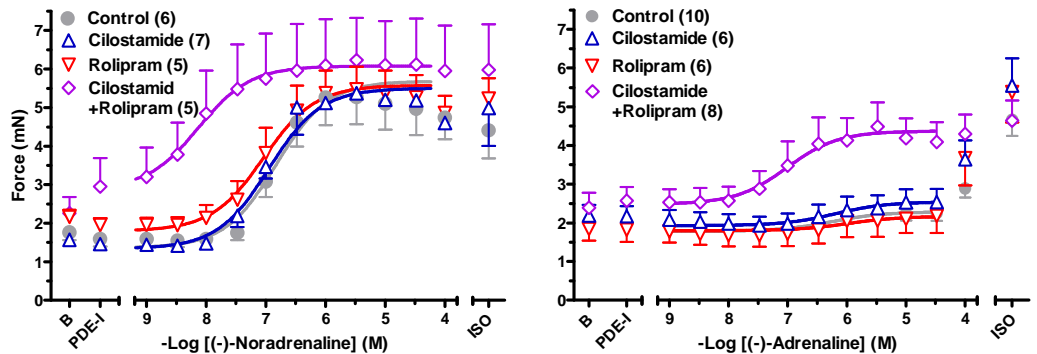 Control (6)
Cilostamide (7)
Rolipram (5)
Cilostamid
+Rolipram (5)
Force (mN)
7
6
5
4
3
2
1
0
B
PDE-I
9
8
7
6
5
4
ISO
-Log [(-)-Noradrenaline] (M)
Control (10)
Cilostamide (6)
Rolipram (6)
Cilostamide
+Rolipram (8)
7
6
5
4
3
2
1
0
B
PDE-I
9
8
7
6
5
4
ISO
-Log [(-)-Adrenaline] (M)